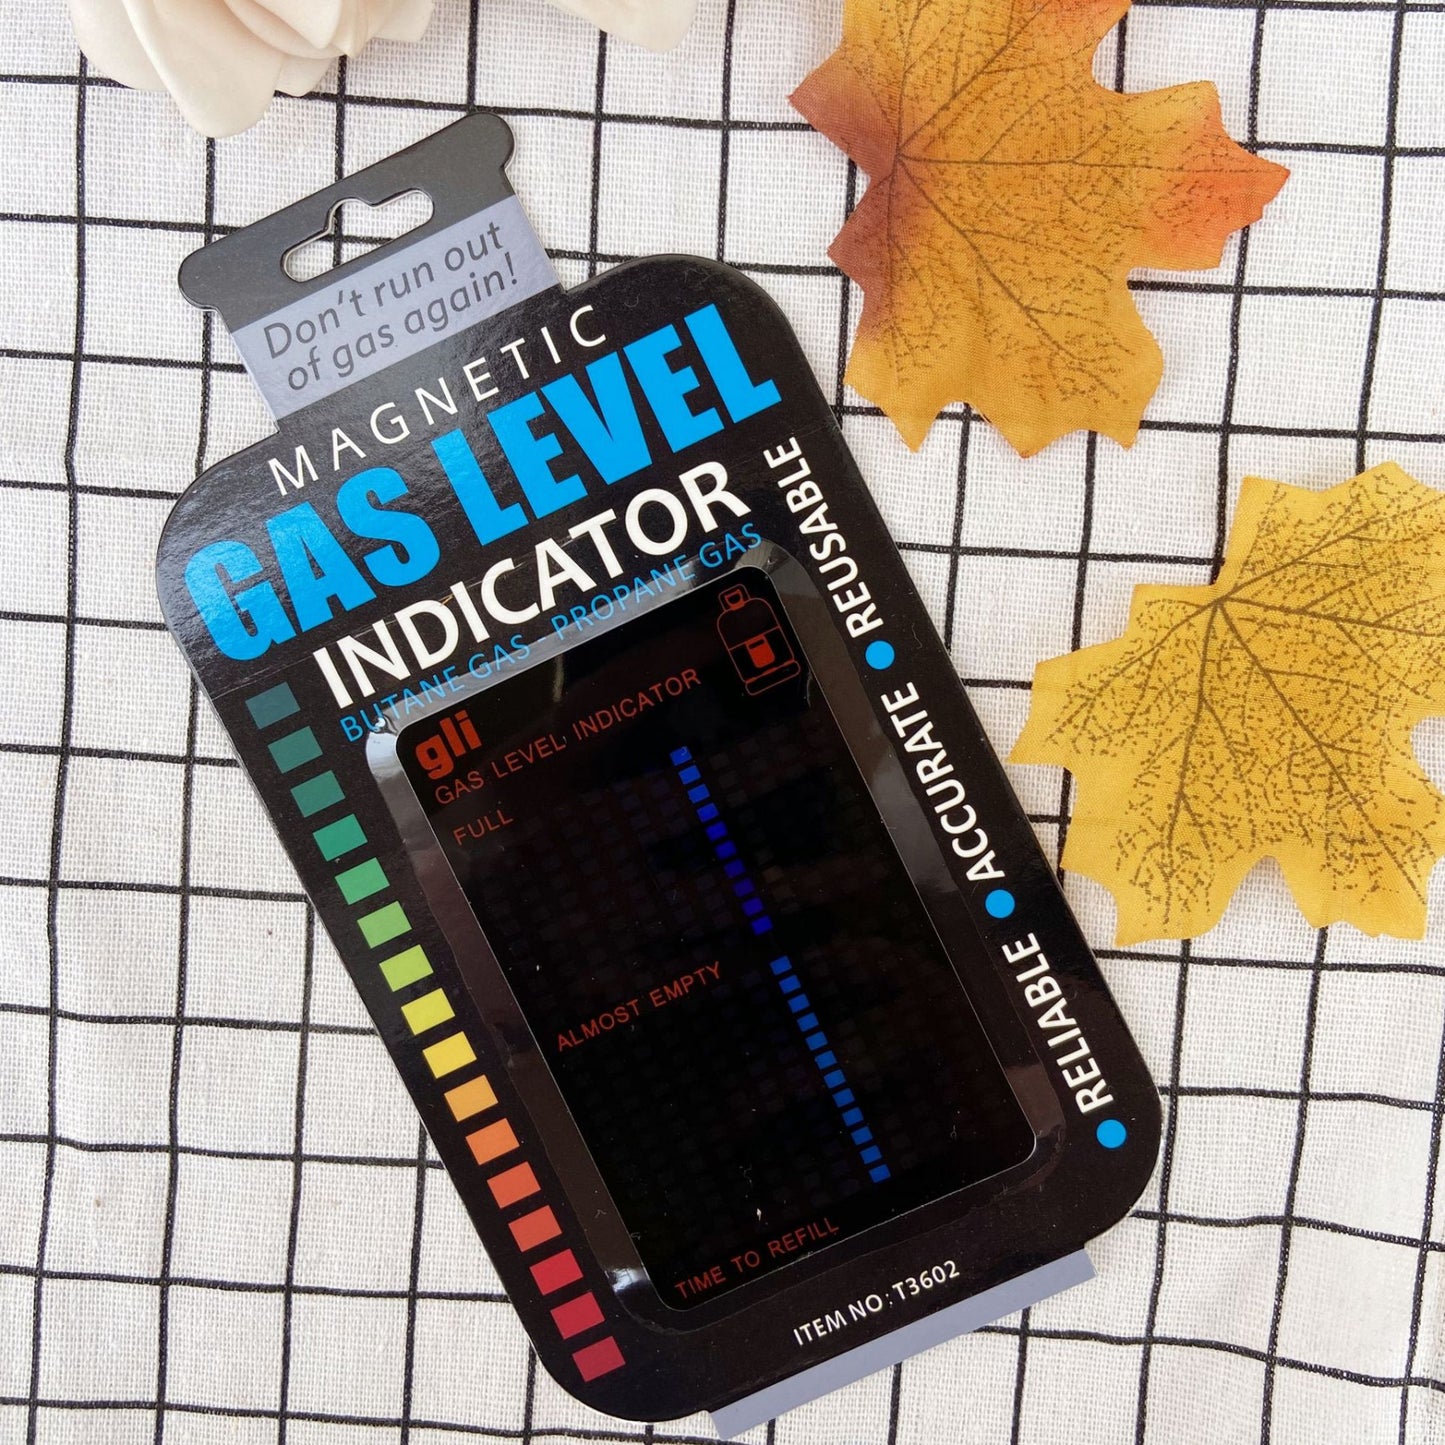 Don't run out
of gas again!
MAGNETIC
GAS LEVEL
INDICATOR
BUTANE GAS - PROPANE GAS
gli
GAS LEVEL INDICATOR
FULL
ALMOST EMPTY
TIME TO REFILL
RELIABLE ● ACCURATE ● REUSABLE
ITEM NO: T3602